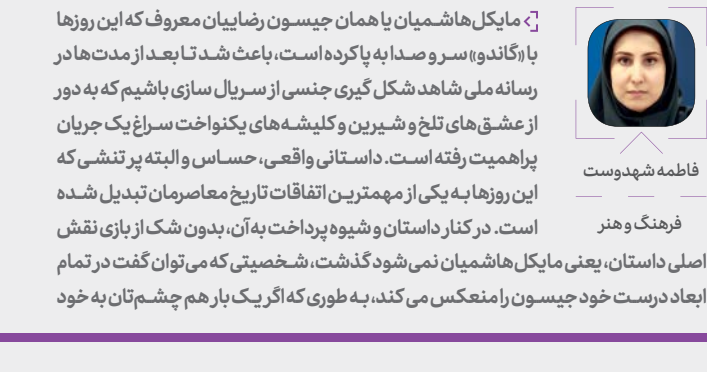 مایکل‌هاشمیان یا همان جیسون رضاییان معروف که این روزها
با «گاندو» سر و صدا به پا کرده است، باعث شد تا بعد از مدت‌ها در
رسانه ملی شاهد شکل گیری جنسی از سریال سازی باشیم که به دور
از عشق‌های تلخ و شیرین و کلیشه‌های یکنواخت سراغ یک جریان
پراهمیت رفته است. داستانی واقعی، حساس و البته پر تنشی که
این روزها به یکی از مهمترین اتفاقات تاریخ معاصرمان تبدیل شده
است. در کنار داستان و شیوه پرداخت به آن، بدون شک از بازی نقش
اصلی داستان، یعنی مایکل‌هاشمیان نمی‌شود گذشت، شخصیتی که می‌توان گفت در تمام
ابعاد درست خود جیسون را منعکس می کند، به طوری که اگر یک بار هم چشم‌تان به خود
فاطمه شهدوست
فرهنگ و هنر